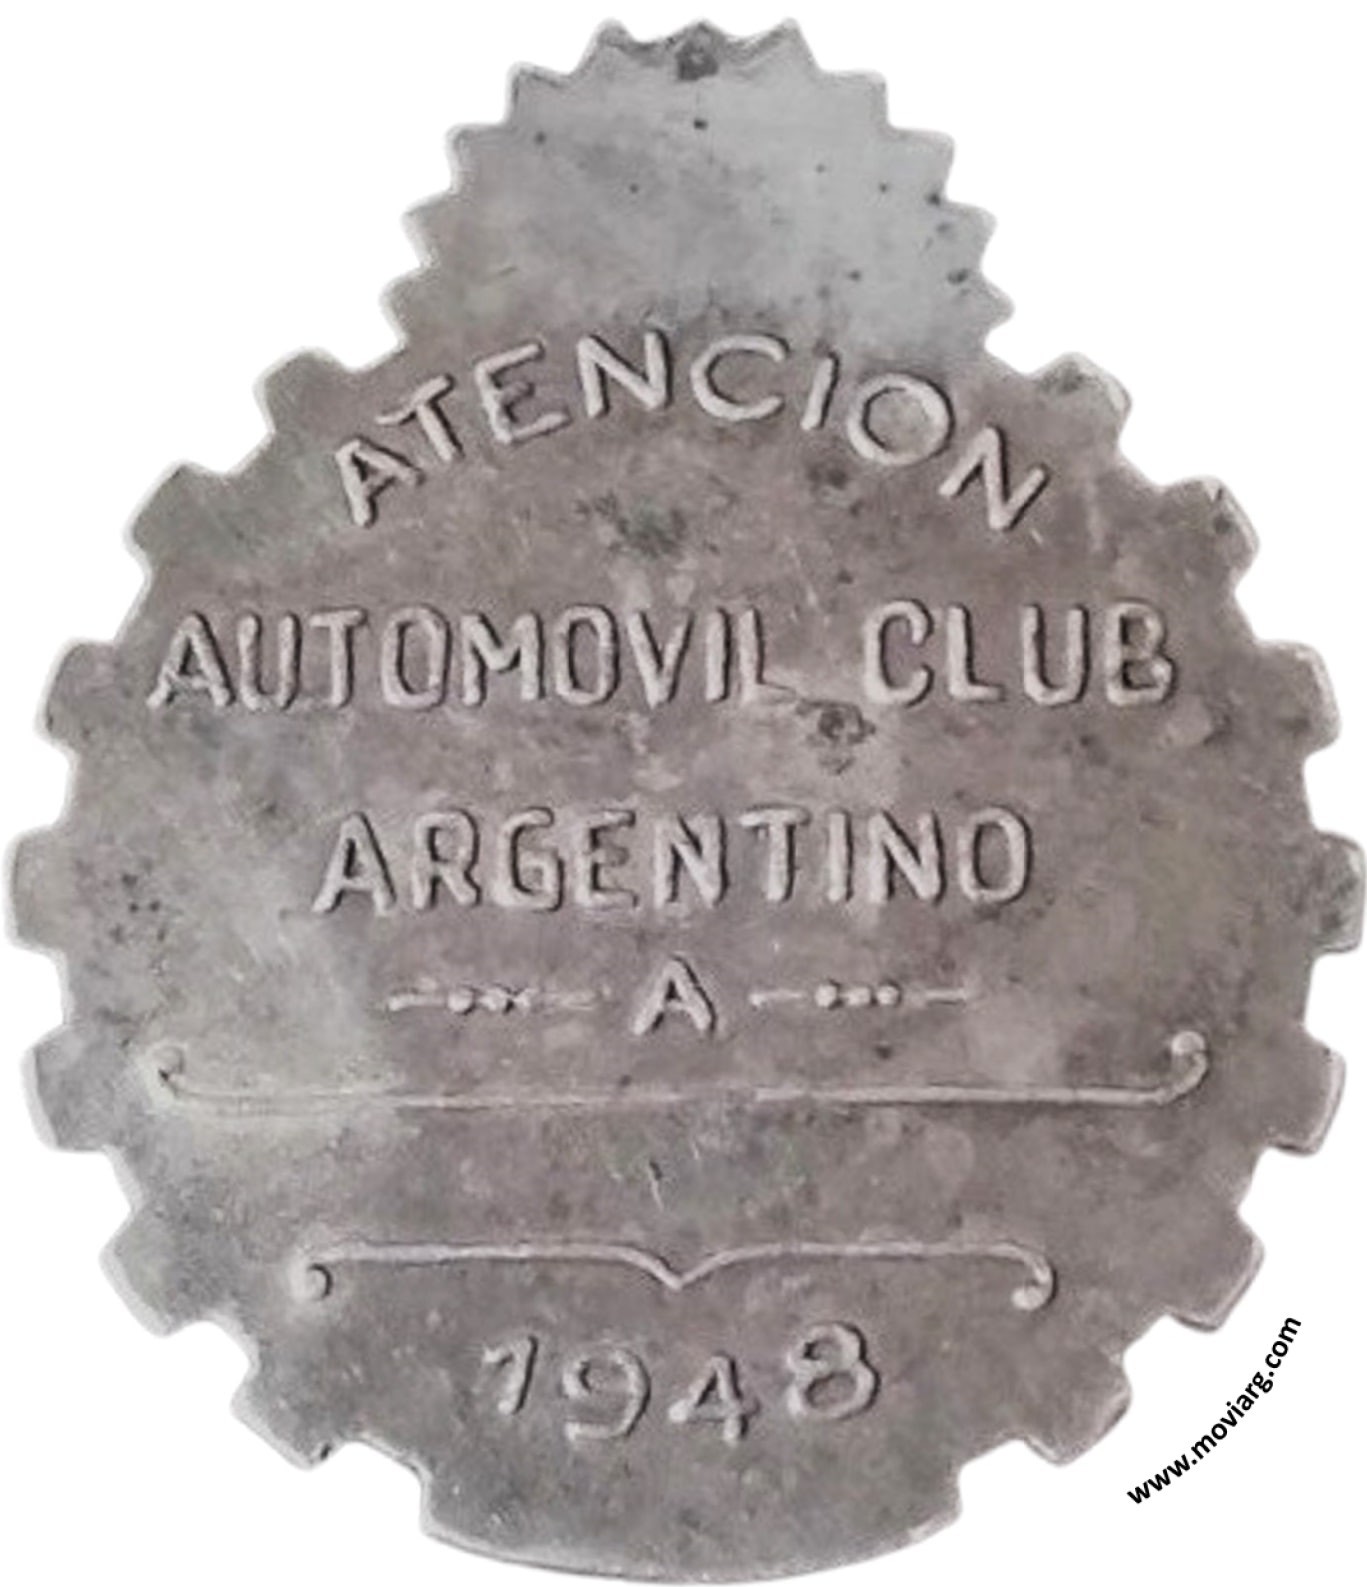 ATENCION
AUTOMOVIL CLUB
ARGENTINO
A
1948
www.moviarg.com